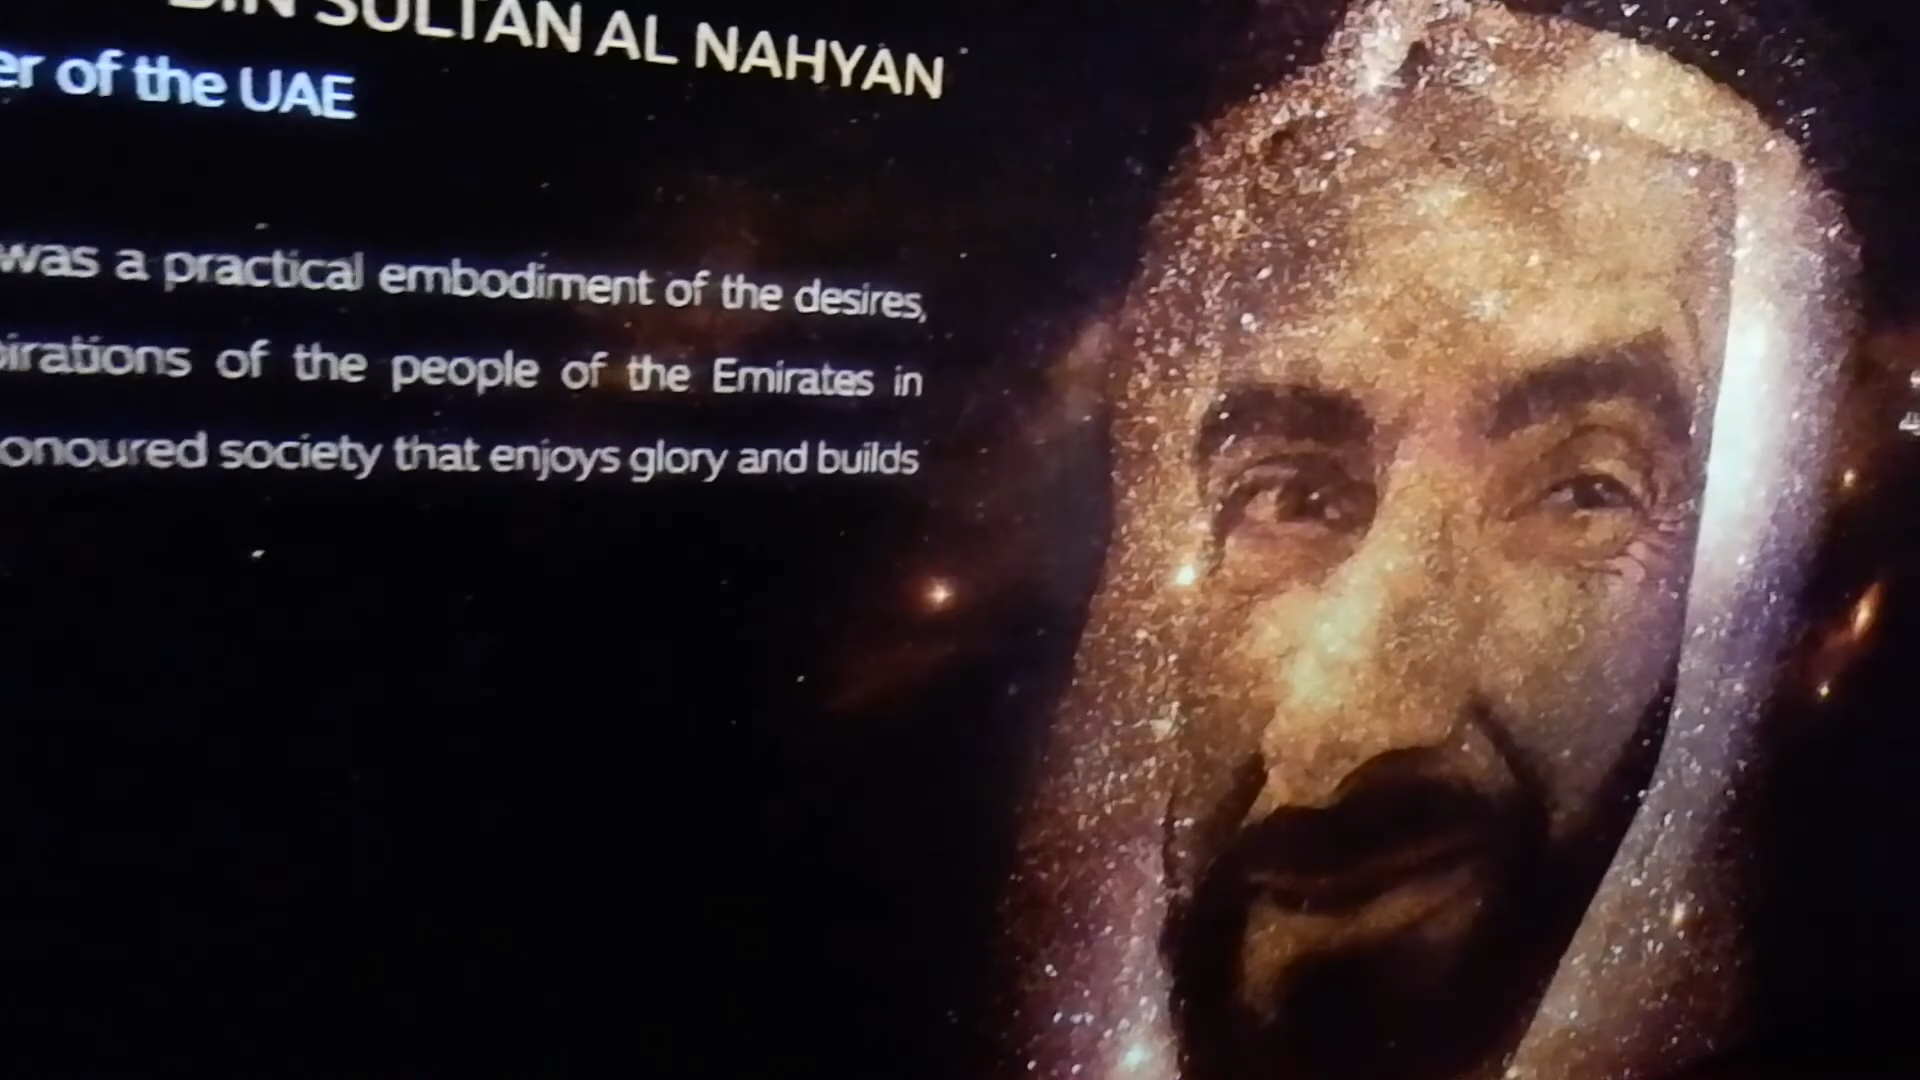 BIN SULTAN AL NAHYAN
er of the UAE
was a practical embodiment of the desires,
pirations of the people of the Emirates in
onoured society that enjoys glory and builds